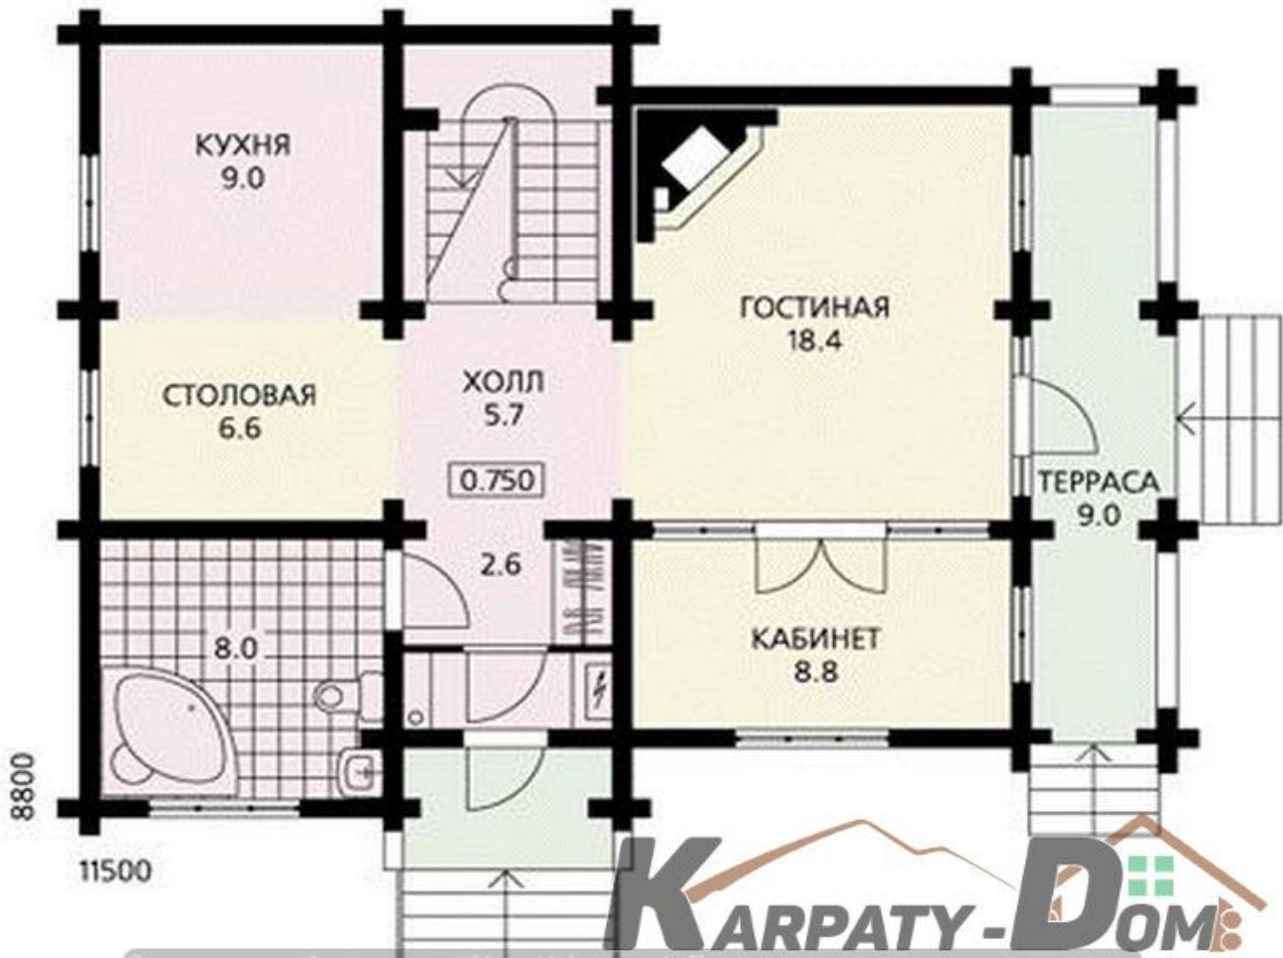 КУХНЯ
9.0
ГОСТИНАЯ
18.4
СТОЛОВАЯ
6.6
ХОЛЛ
5.7
0.750
ТЕРРАСА
9.0
2.6
8.0
КАБИНЕТ
8.8
8800
11500
KARPATY-DOM